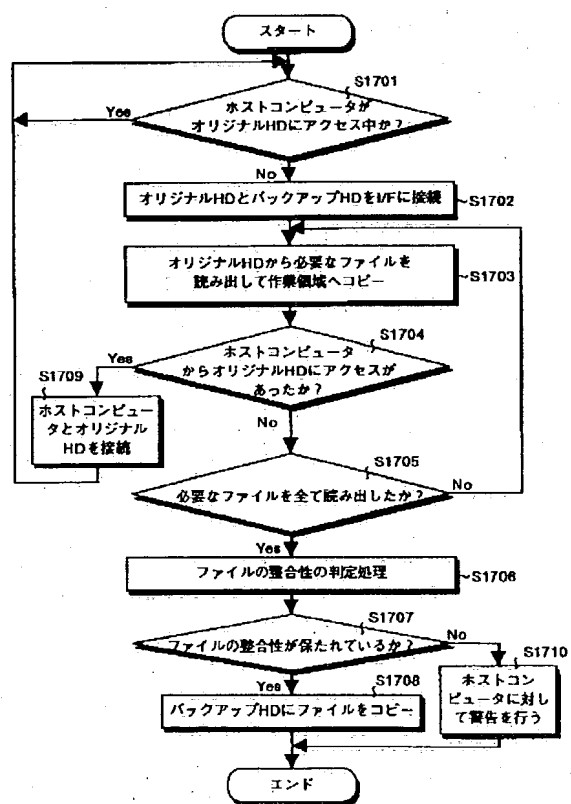 スタート
S1701
ホストコンピュータが
オリジナルHDにアクセス中か?
Yes
No
オリジナルHDとバックアップHDをI/Fに接続
S1702
オリジナルHDから必要なファイルを
読み出して作業領域へコピー
S1703
S1704
ホストコンピュータ
からオリジナルHDにアクセスが
あったか?
Yes
No
S1709
ホストコンピュー
タとオリジナル
HDを接続
S1705
必要なファイルを全て読み出したか?
No
Yes
ファイルの整合性の判定処理
S1706
S1707
ファイルの整合性が保たれているか?
No
Yes
S1708
バックアップHDにファイルをコピー
S1710
ホストコン
ピュータに対し
て警告を行う
エンド